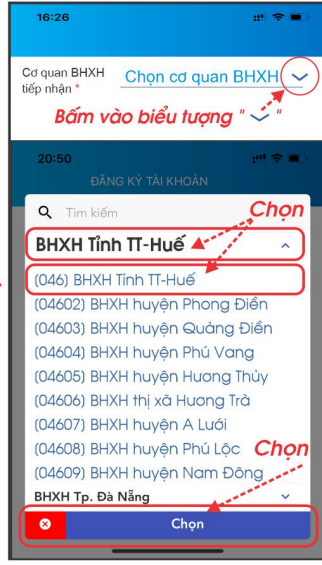 16:26
Cơ quan BHXH
tiếp nhận *
Chọn cơ quan BHXH
Bấm vào biểu tượng " "
20:50
ĐĂNG KÝ TÀI KHOẢN
Tìm kiếm
Chọn
BHXH Tỉnh TT-Huế
(046) BHXH Tỉnh TT-Huế
(04602) BHXH huyện Phong Điền
(04603) BHXH huyện Quảng Điền
(04604) BHXH huyện Phú Vang
(04605) BHXH huyện Hương Thủy
(04606) BHXH thị xã Hương Trà
(04607) BHXH huyện A Lưới
(04608) BHXH huyện Phú Lộc
Chọn
(04609) BHXH huyện Nam Đông
BHXH Tp. Đà Nẵng
Chọn